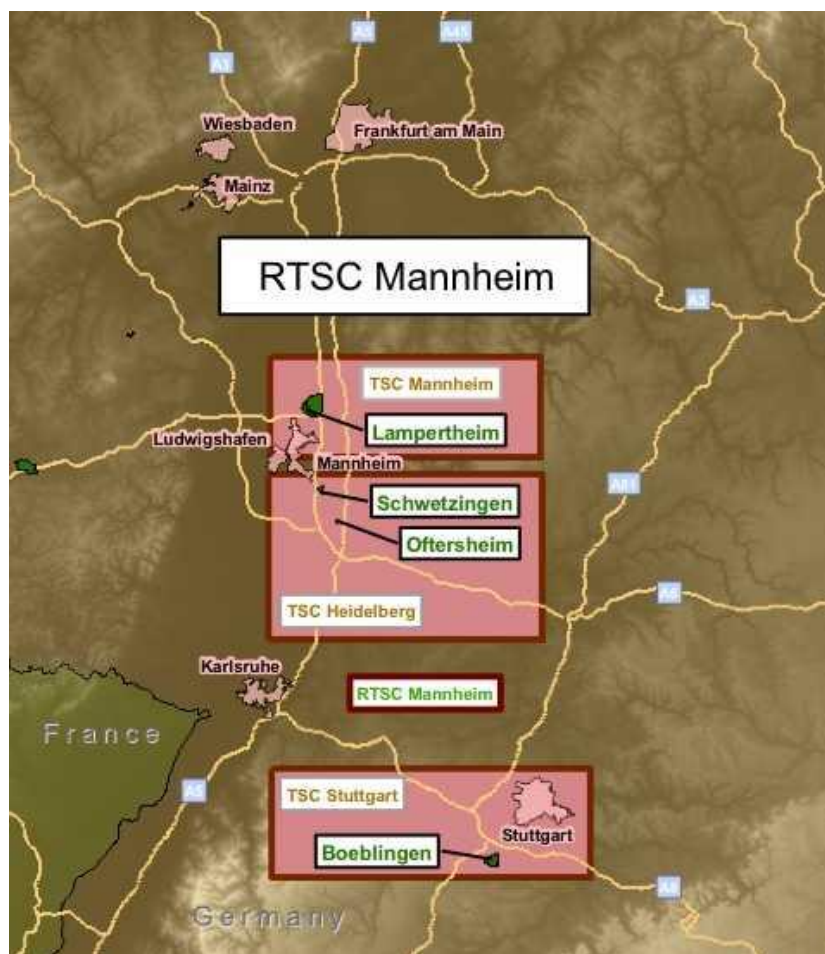 A5
A45
A3
Wiesbaden
Frankfurt am Main
Mainz
RTSC Mannheim
A3
TSC Mannheim
Lampertheim
Ludwigshafen
Mannheim
A81
Schwetzingen
Oftersheim
A6
TSC Heidelberg
Karlsruhe
RTSC Mannheim
France
A5
TSC Stuttgart
Stuttgart
Boeblingen
A8
Germany